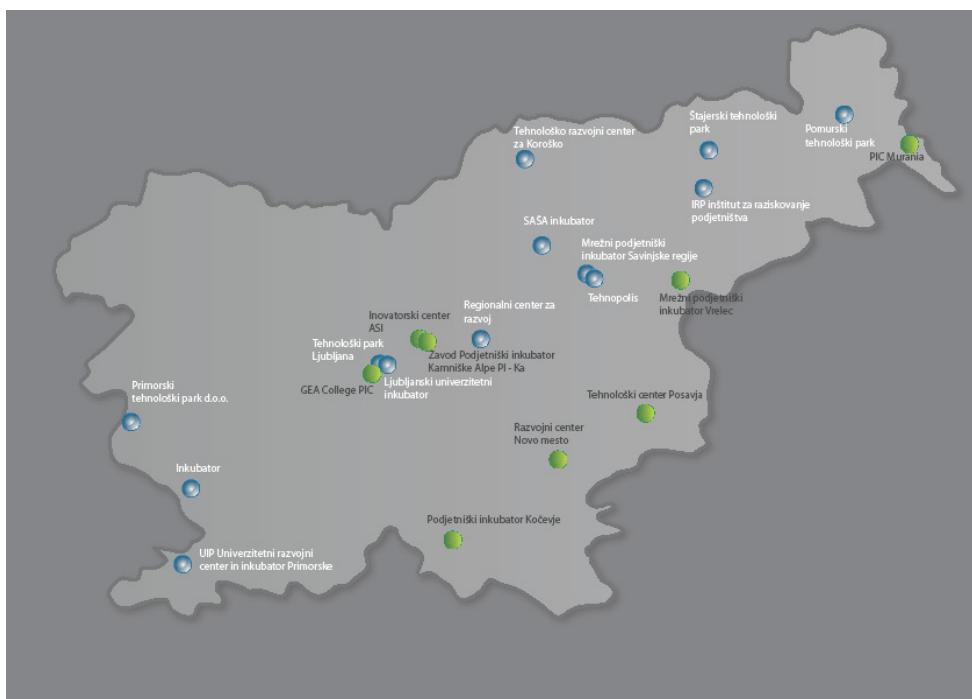 Štajerski tehnološki
park
Tehnološko razvojni center
za Koroško
Pomurski
tehnološki park
PIC Murania
IRP inštitut za raziskovanje
podjetništva
SAŠA inkubator
Mrežni podjetniški
inkubator Savinjske regije
Tehnopolis
Mrežni podjetniški
inkubator Vrelec
Regionalni center za
razvoj
Inovatorski center
ASI
Tehnološki park
Ljubljana
Zavod Podjetniški inkubator
Kamniške Alpe PI - Ka
GEA College PIC
Ljubljanski univerzitetni
inkubator
Primorski
tehnološki park d.o.o.
Tehnološki center Posavja
Razvojni center
Novo mesto
Inkubator
Podjetniški inkubator Kočevje
UIP Univerzitetni razvojni
center in inkubator Primorske